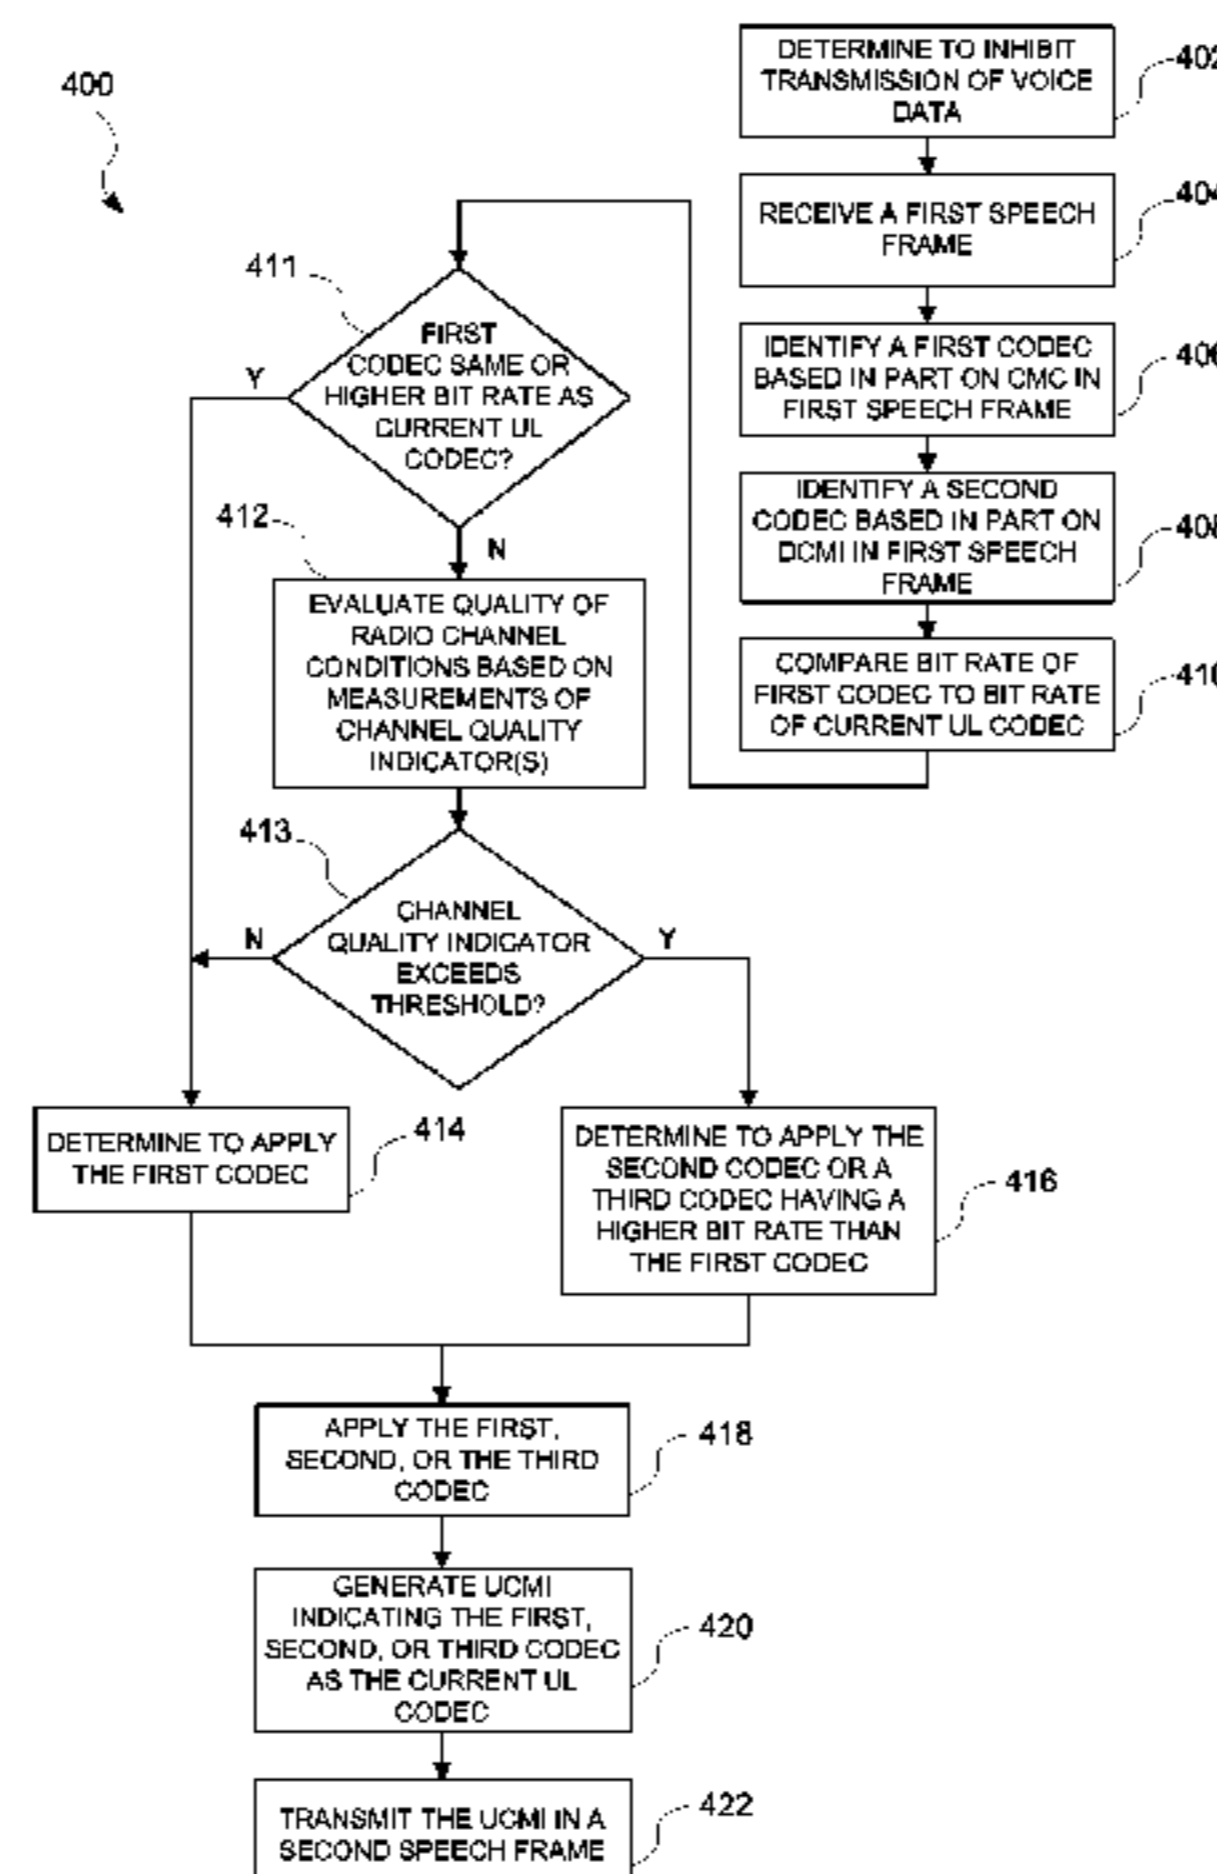 400
DETERMINE TO INHIBIT
TRANSMISSION OF VOICE
DATA
402
RECEIVE A FIRST SPEECH
FRAME
404
IDENTIFY A FIRST CODEC
BASED IN PART ON CMC IN
FIRST SPEECH FRAME
406
IDENTIFY A SECOND
CODEC BASED IN PART ON
DCMI IN FIRST SPEECH
FRAME
408
COMPARE BIT RATE OF
FIRST CODEC TO BIT RATE
OF CURRENT UL CODEC
410
411
FIRST
CODEC SAME OR
HIGHER BIT RATE AS
CURRENT UL
CODEC?
Y
N
412
EVALUATE QUALITY OF
RADIO CHANNEL
CONDITIONS BASED ON
MEASUREMENTS OF
CHANNEL QUALITY
INDICATOR(S)
413
CHANNEL
QUALITY INDICATOR
EXCEEDS
THRESHOLD?
N
Y
DETERMINE TO APPLY
THE FIRST CODEC
414
DETERMINE TO APPLY THE
SECOND CODEC OR A
THIRD CODEC HAVING A
HIGHER BIT RATE THAN
THE FIRST CODEC
416
APPLY THE FIRST,
SECOND, OR THE THIRD
CODEC
418
GENERATE UCMI
INDICATING THE FIRST,
SECOND, OR THIRD CODEC
AS THE CURRENT UL
CODEC
420
TRANSMIT THE UCMI IN A
SECOND SPEECH FRAME
422